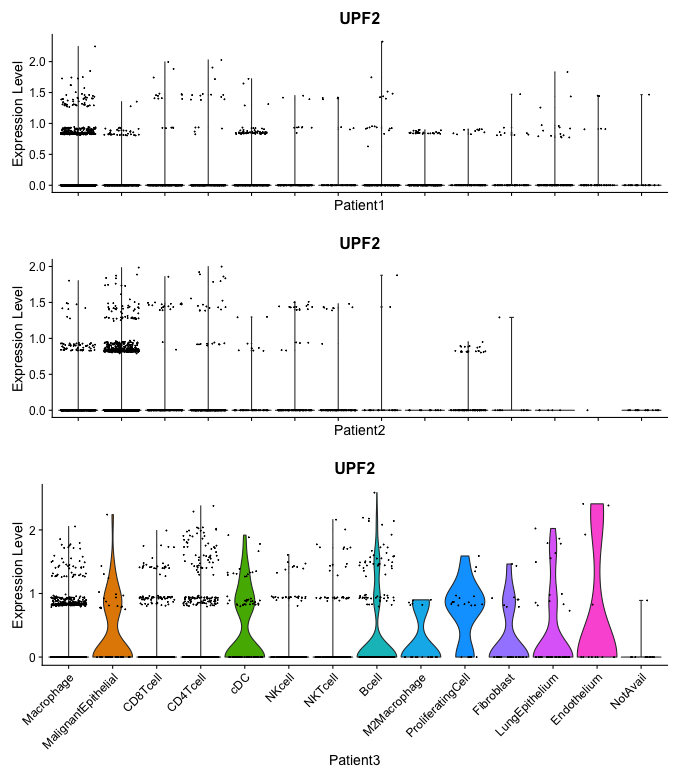 UPF2
Expression Level
2.0
1.5
1.0
0.5
0.0
Patient1
UPF2
Expression Level
2.0
1.5
1.0
0.5
0.0
Patient2
UPF2
Expression Level
2
1
0
Macrophage
MalignantEpithelial
CD8Tcell
CD4Tcell
cDC
NKcell
NKTcell
Bcell
M2Macrophage
ProliferatingCell
Fibroblast
LungEpithelium
Endothelium
NotAvail
Patient3